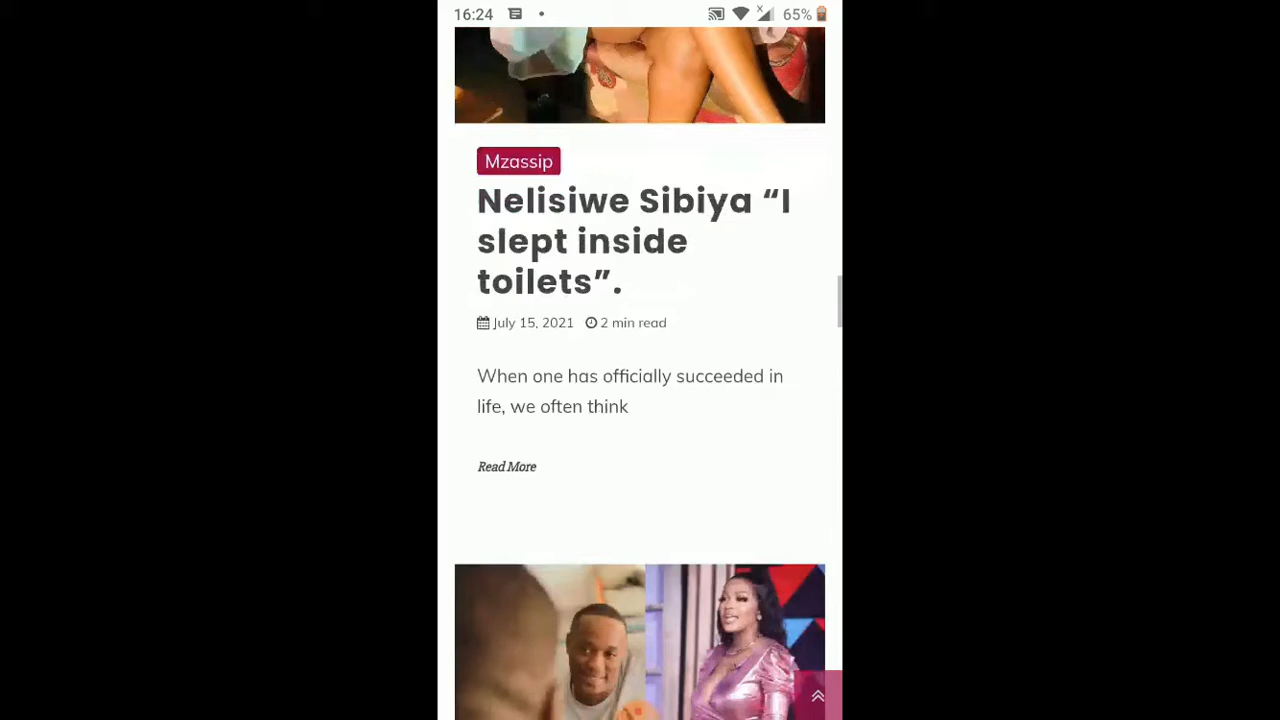 16:24
X
65%
Mzassip
Nelisiwe Sibiya “I
slept inside
toilets”.
July 15, 2021 2 min read
When one has officially succeeded in
life, we often think
Read More